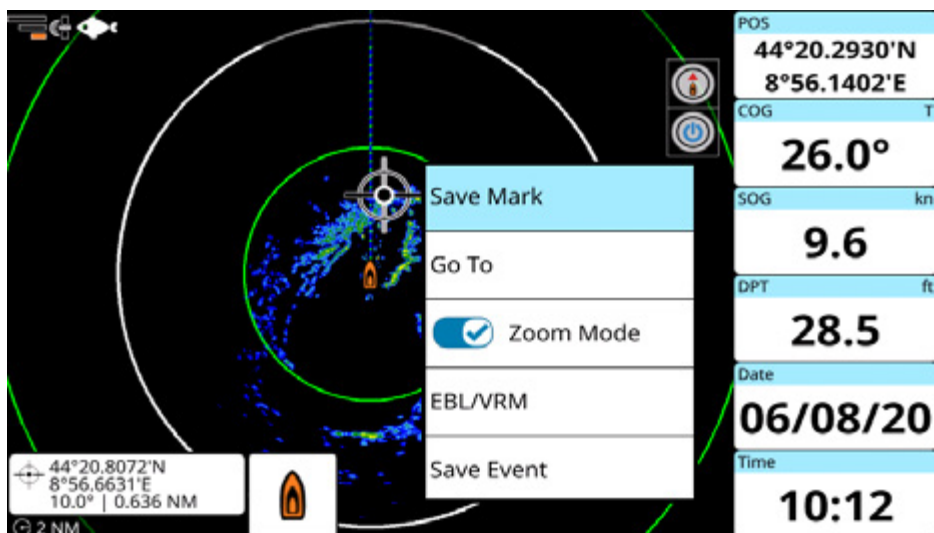 POS
44°20.2930'N
8°56.1402'E
COG T
26.0°
SOG kn
9.6
DPT ft
28.5
Date
06/08/20
Time
10:12
Save Mark
Go To
Zoom Mode
EBL/VRM
Save Event
44°20.8072'N
8°56.6631'E
10.0° | 0.636 NM
2 NM